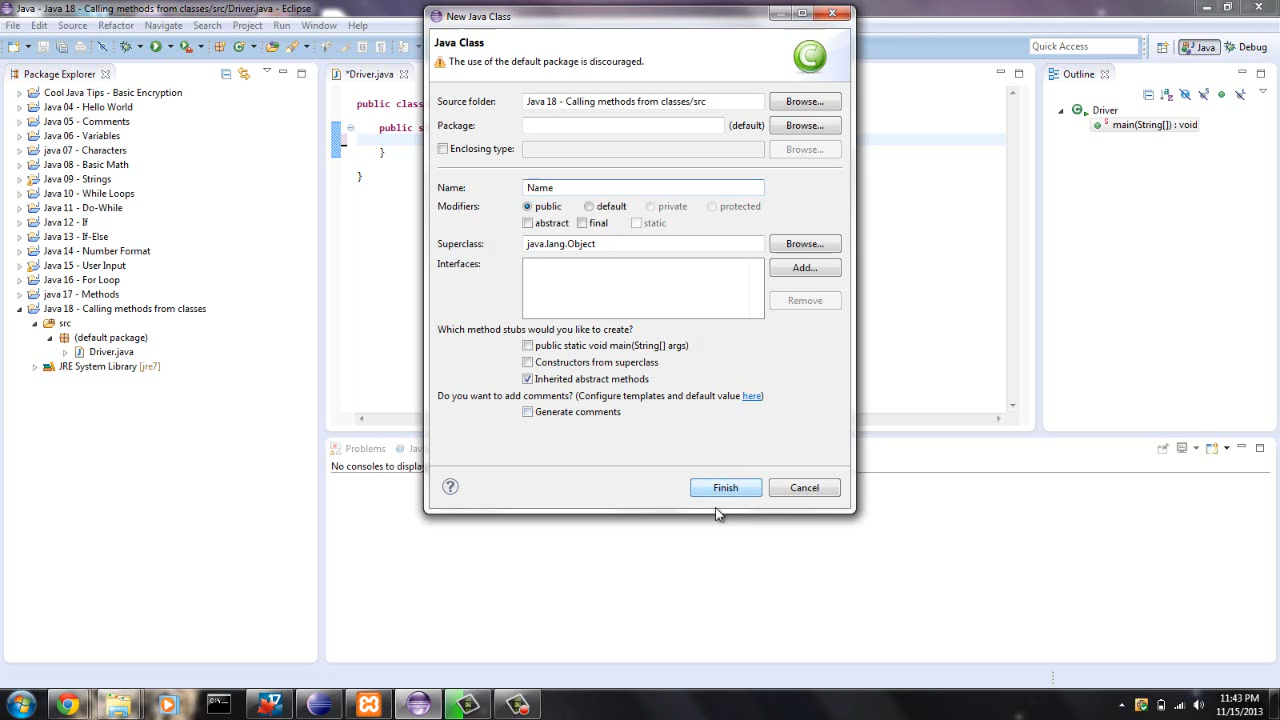 Java - Java 18 - Calling methods from classes/src/Driver.java - Eclipse
File Edit Source Refactor Navigate Search Project Run Window Help
Quick Access
Java
Debug
Package Explorer
Cool Java Tips - Basic Encryption
Java 04 - Hello World
Java 05 - Comments
Java 06 - Variables
java 07 - Characters
Java 08 - Basic Math
Java 09 - Strings
Java 10 - While Loops
Java 11 - Do-While
Java 12 - If
Java 13 - If-Else
Java 14 - Number Format
Java 15 - User Input
Java 16 - For Loop
java 17 - Methods
Java 18 - Calling methods from classes
src
(default package)
Driver.java
JRE System Library [jre7]
*Driver.java
public class
public s
}
}
New Java Class
Java Class
The use of the default package is discouraged.
Source folder: Java 18 - Calling methods from classes/src Browse...
Package: (default) Browse...
Enclosing type: Browse...
Name: Name
Modifiers: public default private protected
abstract final static
Superclass: java.lang.Object Browse...
Interfaces: Add...
Remove
Which method stubs would you like to create?
public static void main(String[] args)
Constructors from superclass
Inherited abstract methods
Do you want to add comments? (Configure templates and default value here)
Generate comments
? Finish Cancel
Outline
Driver
main(String[]) : void
Problems @ Jav
No consoles to display
11:43 PM
11/15/2013